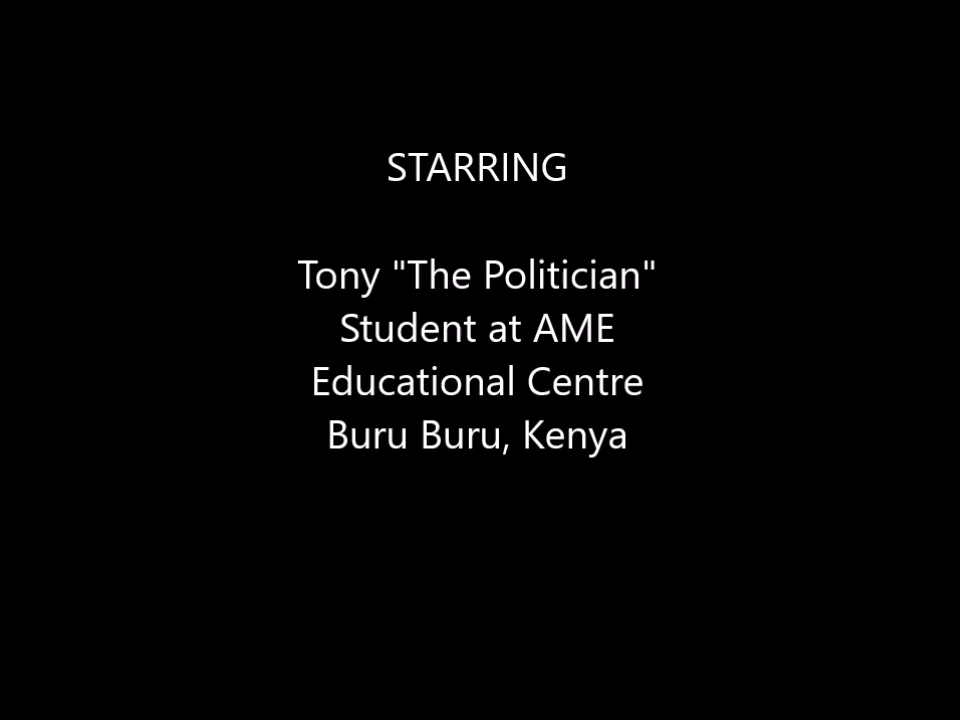 STARRING
Tony "The Politician"
Student at AME
Educational Centre
Buru Buru, Kenya